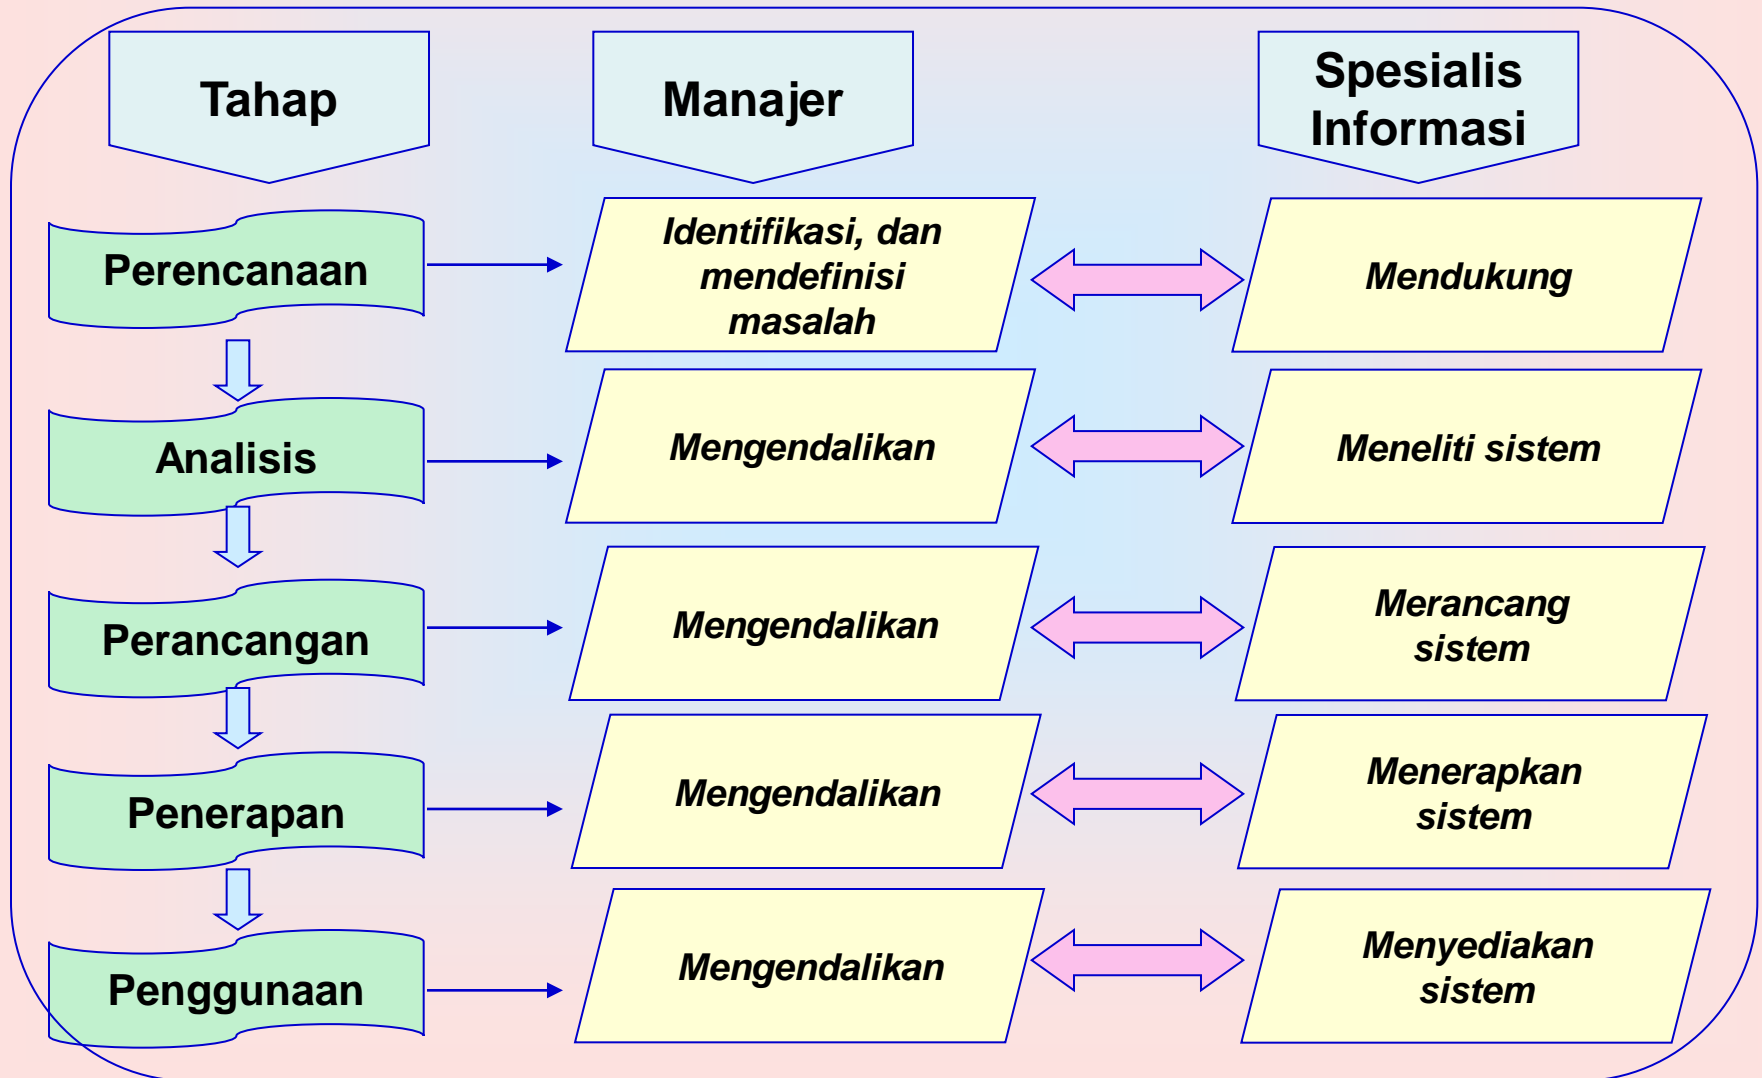 Tahap
Manajer
Spesialis
Informasi
Perencanaan
Identifikasi, dan
mendefinisi
masalah
Mendukung
Analisis
Mengendalikan
Meneliti sistem
Perancangan
Mengendalikan
Merancang
sistem
Penerapan
Mengendalikan
Menerapkan
sistem
Penggunaan
Mengendalikan
Menyediakan
sistem